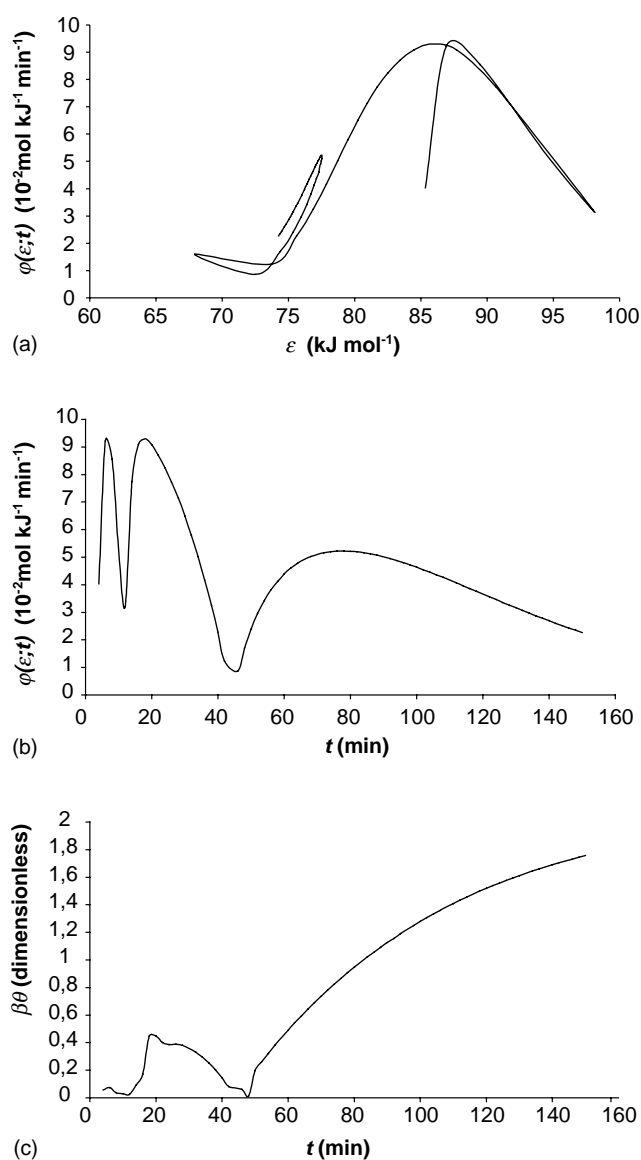 10
9
8
7
6
5
4
3
2
1
0
φ(ε;t) (10⁻²mol kJ⁻¹ min⁻¹)
60 65 70 75 80 85 90 95 100
ε (kJ mol⁻¹)
(a)
10
9
8
7
6
5
4
3
2
1
0
φ(ε;t) (10⁻²mol kJ⁻¹ min⁻¹)
0 20 40 60 80 100 120 140 160
t (min)
(b)
2
1,8
1,6
1,4
1,2
1
0,8
0,6
0,4
0,2
0
βθ (dimensionless)
0 20 40 60 80 100 120 140 160
t (min)
(c)